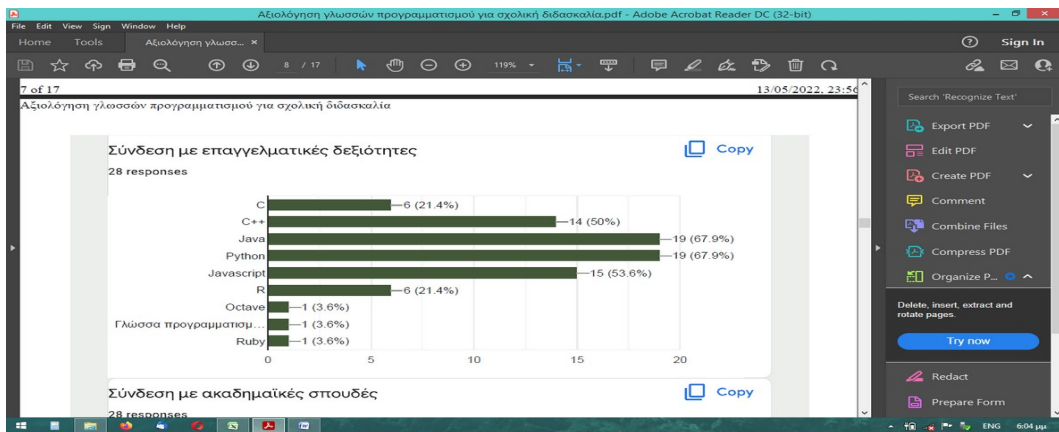 Αξιολόγηση γλωσσών προγραμματισμού για σχολική διδασκαλία.pdf - Adobe Acrobat Reader DC (32-bit)
File Edit View Sign Window Help
Home Tools Αξιολόγηση γλωσσ... × Sign In
8 / 17 119%
7 of 17 13/05/2022, 23:56
Αξιολόγηση γλωσσών προγραμματισμού για σχολική διδασκαλία
Σύνδεση με επαγγελματικές δεξιότητες Copy
28 responses
C 6 (21.4%)
C++ 14 (50%)
Java 19 (67.9%)
Python 19 (67.9%)
Javascript 15 (53.6%)
R 6 (21.4%)
Octave 1 (3.6%)
Γλώσσα προγραμματισμ... 1 (3.6%)
Ruby 1 (3.6%)
0 5 10 15 20
Σύνδεση με ακαδημαϊκές σπουδές Copy
28 responses
Search 'Recognize Text'
Export PDF
Edit PDF
Create PDF
Comment
Combine Files
Compress PDF
Organize P...
Delete, insert, extract and
rotate pages.
Try now
Redact
Prepare Form
ENG 6:04 μμ